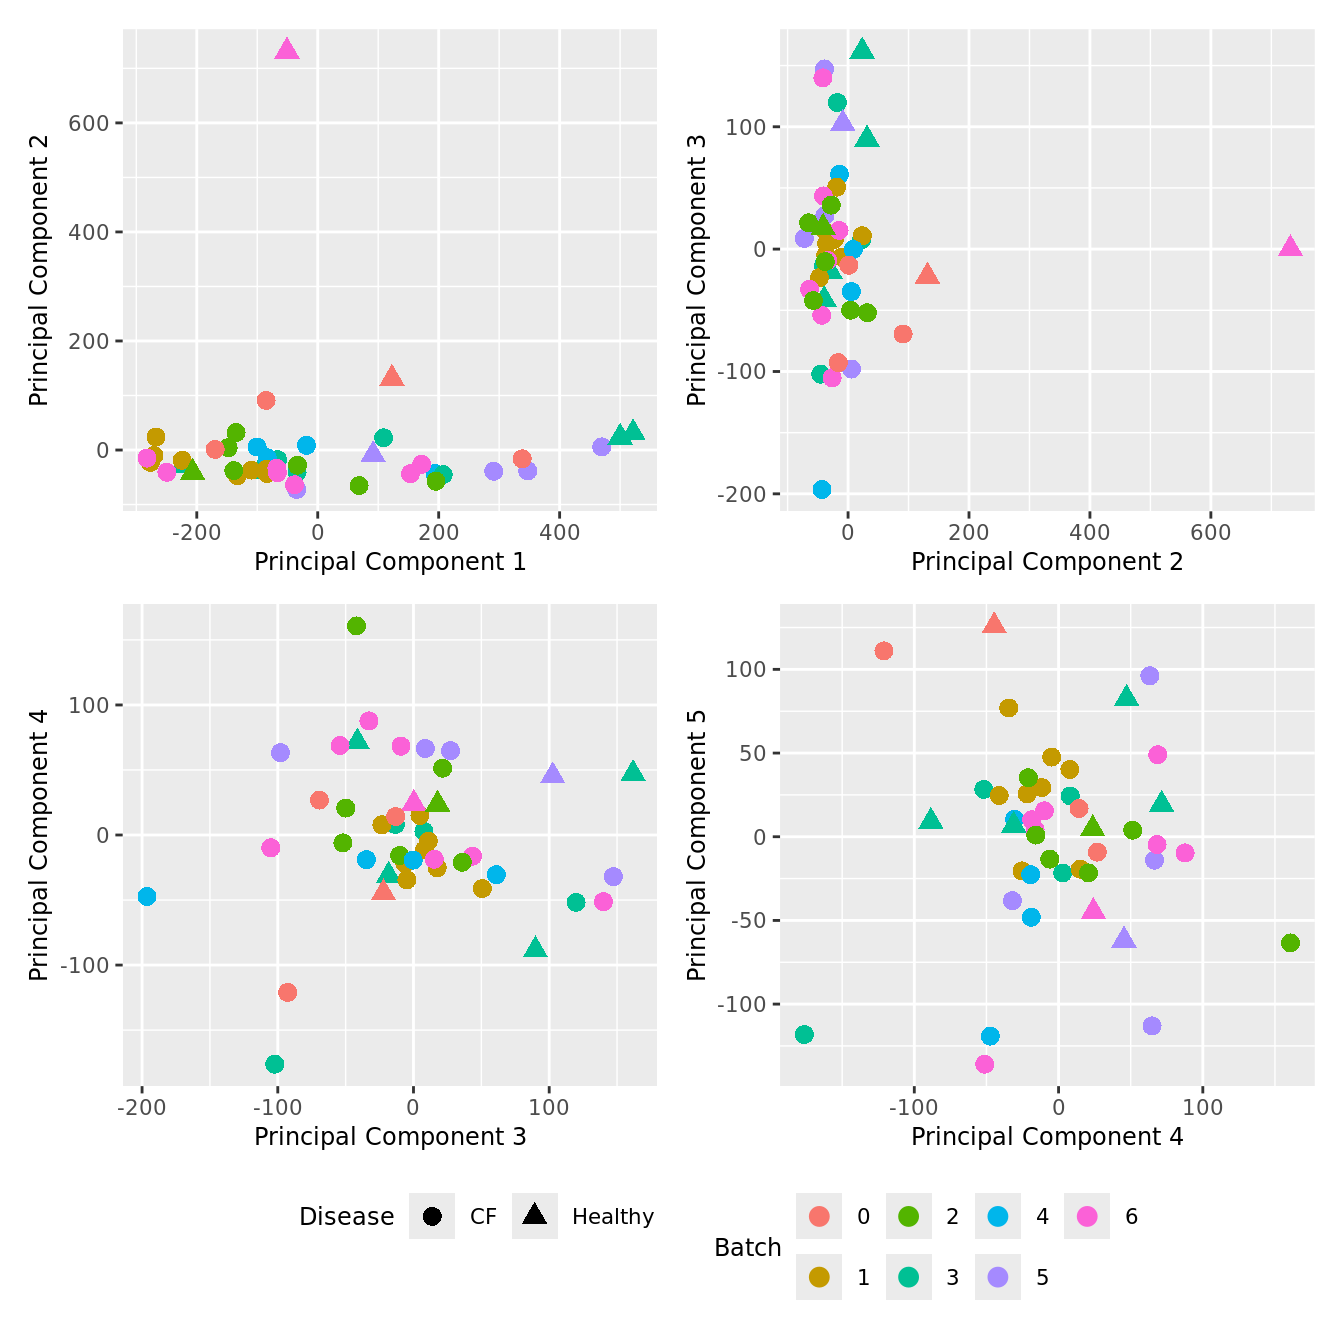 600
400
200
0
-200 0 200 400
Principal Component 1
Principal Component 2
100
0
-100
-200
0 200 400 600
Principal Component 2
Principal Component 3
100
0
-100
-200 -100 0 100
Principal Component 3
Principal Component 4
100
50
0
-50
-100
-100 0 100
Principal Component 4
Principal Component 5
Disease CF Healthy
Batch
0 2 4 6
1 3 5